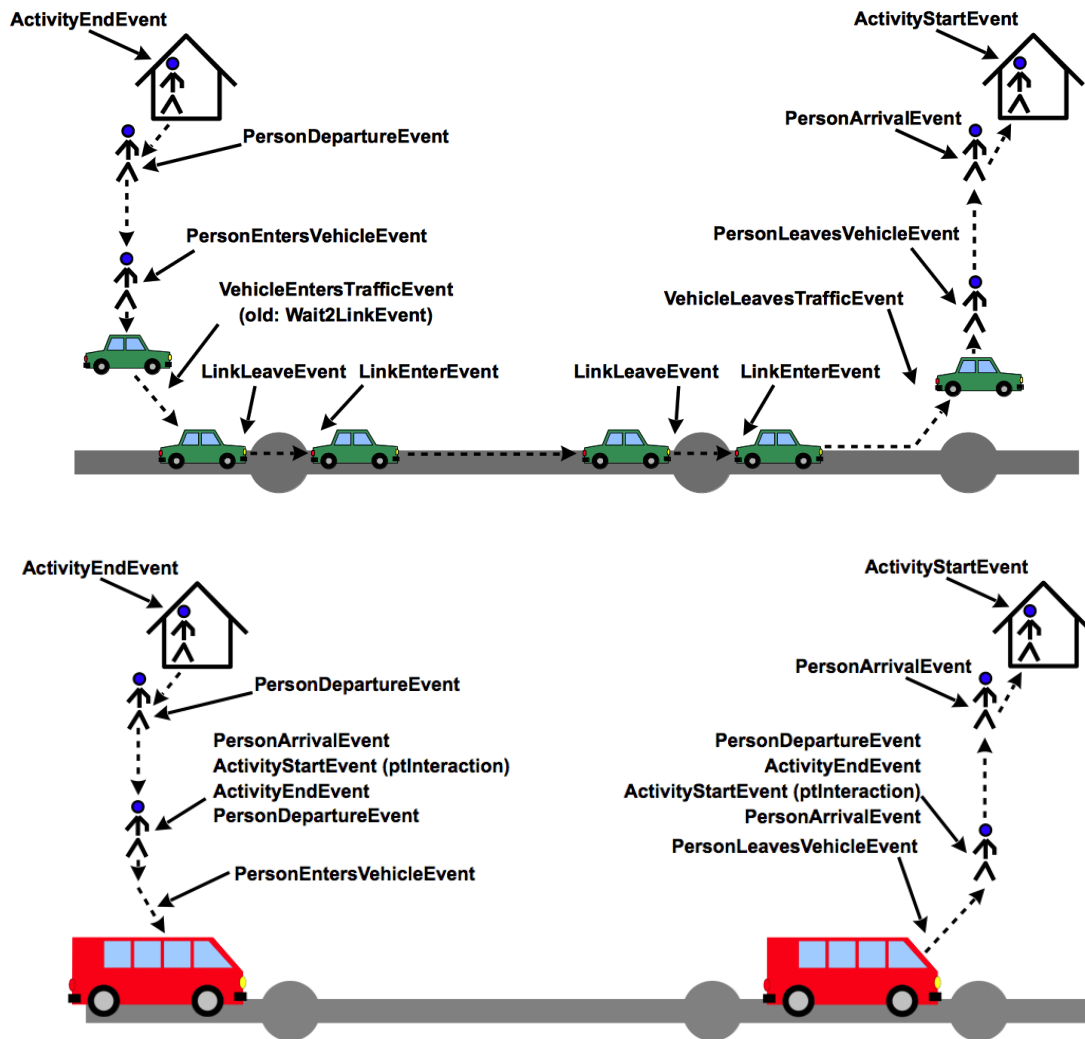 ActivityEndEvent
ActivityStartEvent
PersonDepartureEvent
PersonArrivalEvent
PersonEntersVehicleEvent
PersonLeavesVehicleEvent
VehicleEntersTrafficEvent
(old: Wait2LinkEvent)
VehicleLeavesTrafficEvent
LinkLeaveEvent
LinkEnterEvent
LinkLeaveEvent
LinkEnterEvent
ActivityEndEvent
ActivityStartEvent
PersonDepartureEvent
PersonArrivalEvent
PersonArrivalEvent
ActivityStartEvent (ptInteraction)
ActivityEndEvent
PersonDepartureEvent
PersonDepartureEvent
ActivityEndEvent
ActivityStartEvent (ptInteraction)
PersonArrivalEvent
PersonLeavesVehicleEvent
PersonEntersVehicleEvent